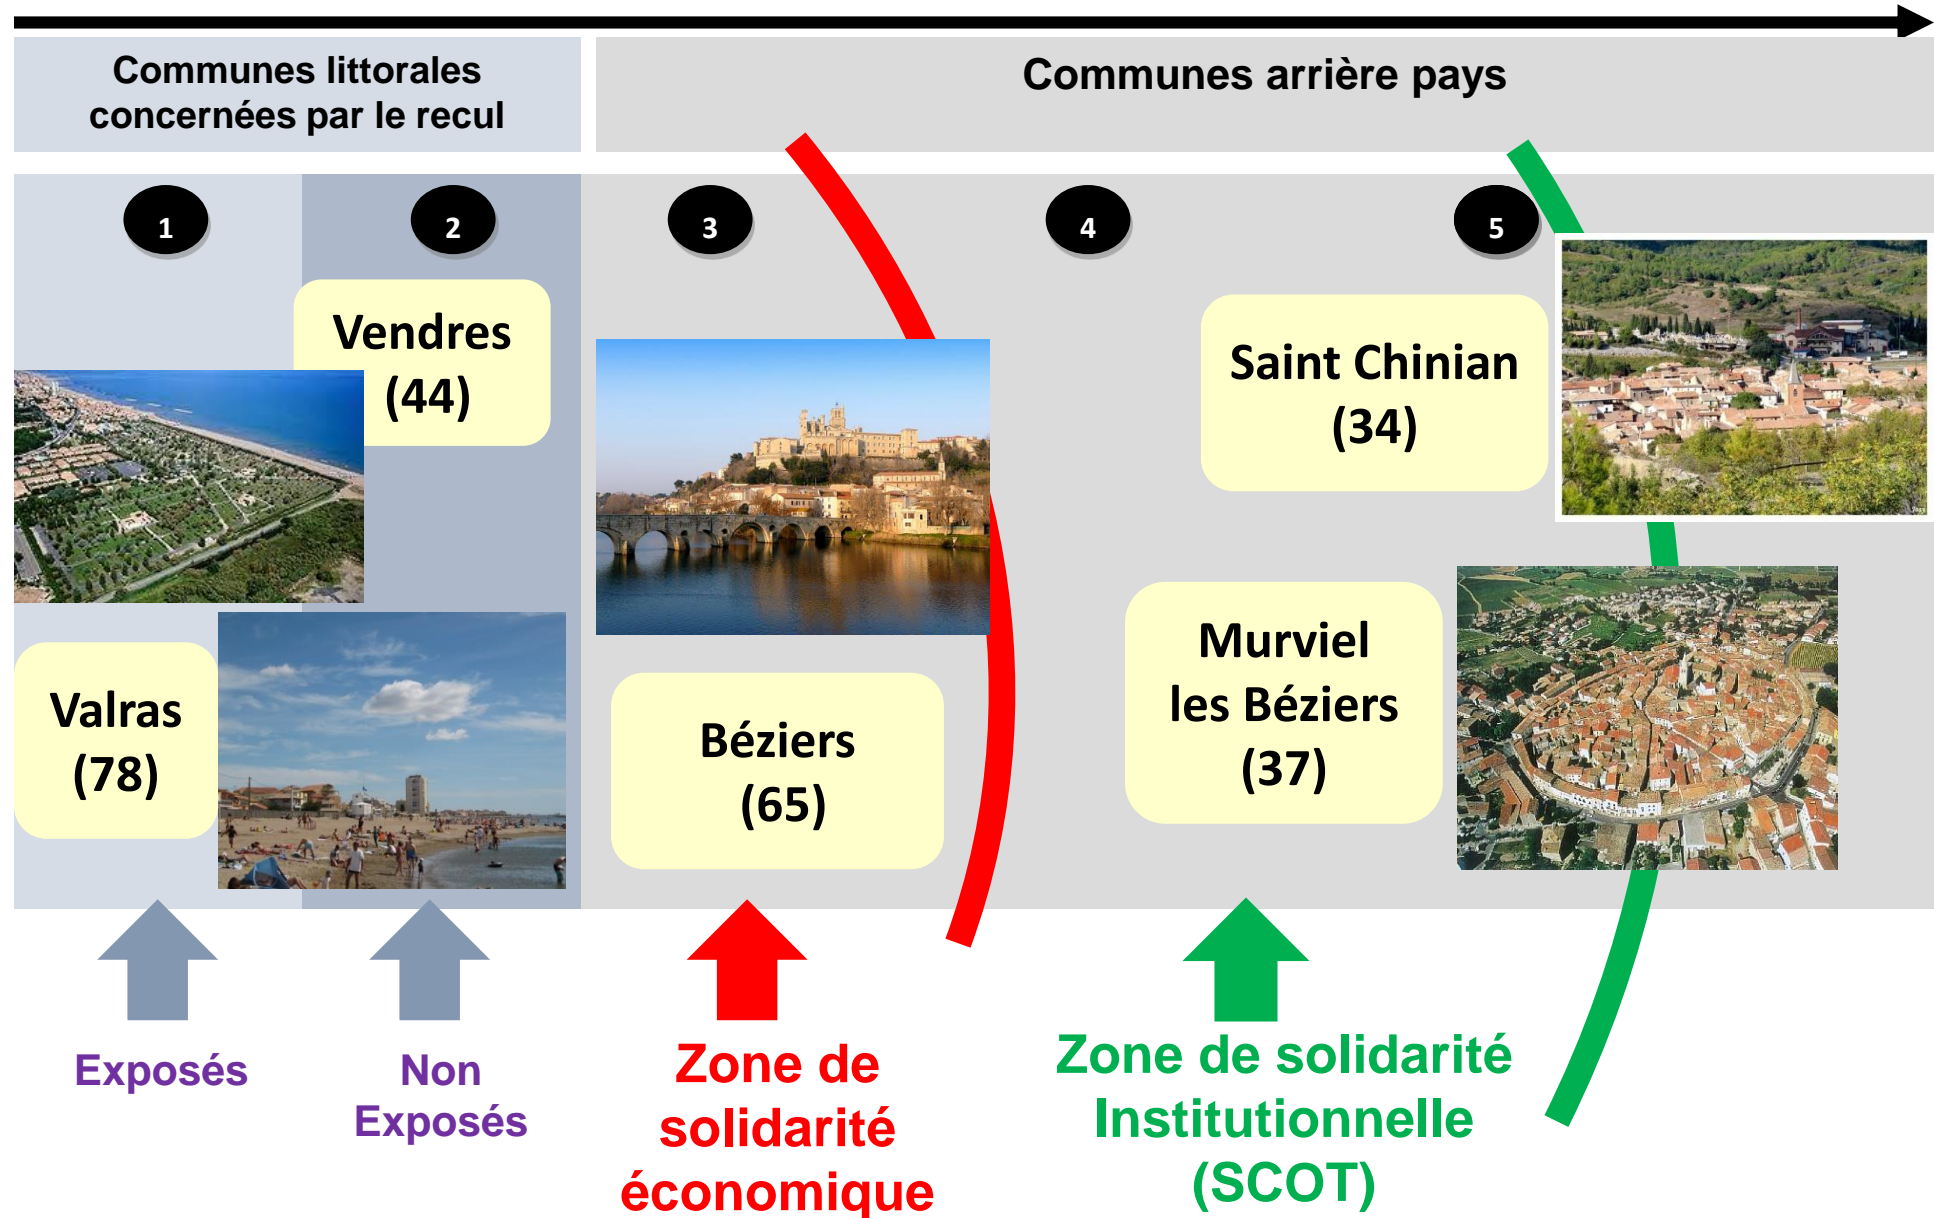 Communes littorales
concernées par le recul
Communes arrière pays
1
2
3
4
5
Vendres
(44)
Saint Chinian
(34)
Valras
(78)
Béziers
(65)
Murviel
les Béziers
(37)
Exposés
Non
Exposés
Zone de
solidarité
économique
Zone de solidarité
Institutionnelle
(SCOT)